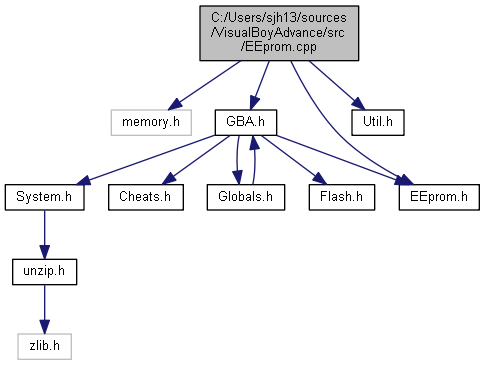 C:/Users/sjh13/sources
/VisualBoyAdvance/src
/EEprom.cpp
memory.h
GBA.h
Util.h
System.h
Cheats.h
Globals.h
Flash.h
EEprom.h
unzip.h
zlib.h